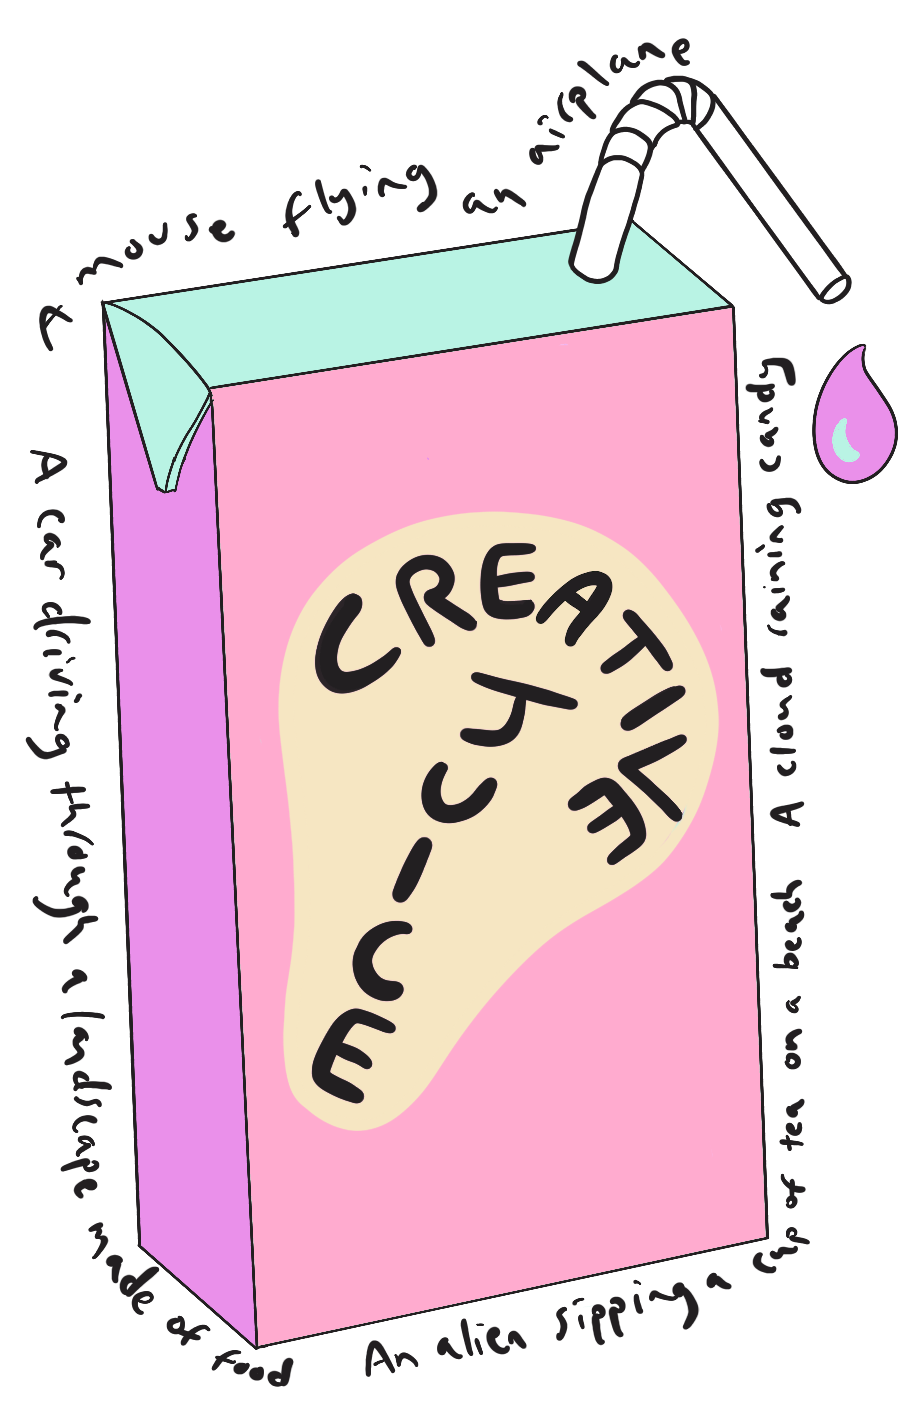 A mouse flying an airplane
A car driving through a landscape made of food
An alien sipping a cup of tea on a beach
A cloud raining candy
CREATIVE
JUICE